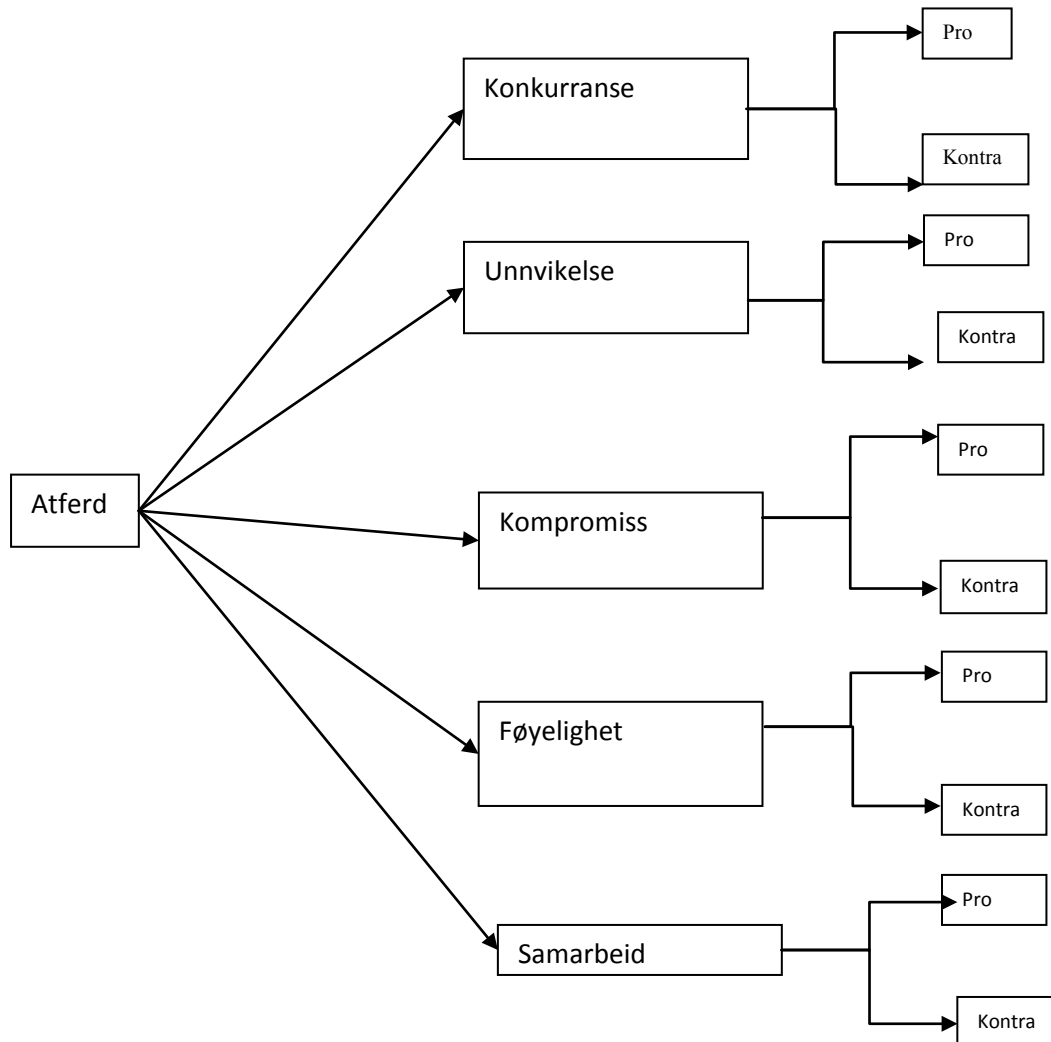 Atferd
Konkurranse
Pro
Kontra
Unnvikelse
Pro
Kontra
Kompromiss
Pro
Kontra
Føyelighet
Pro
Kontra
Samarbeid
Pro
Kontra